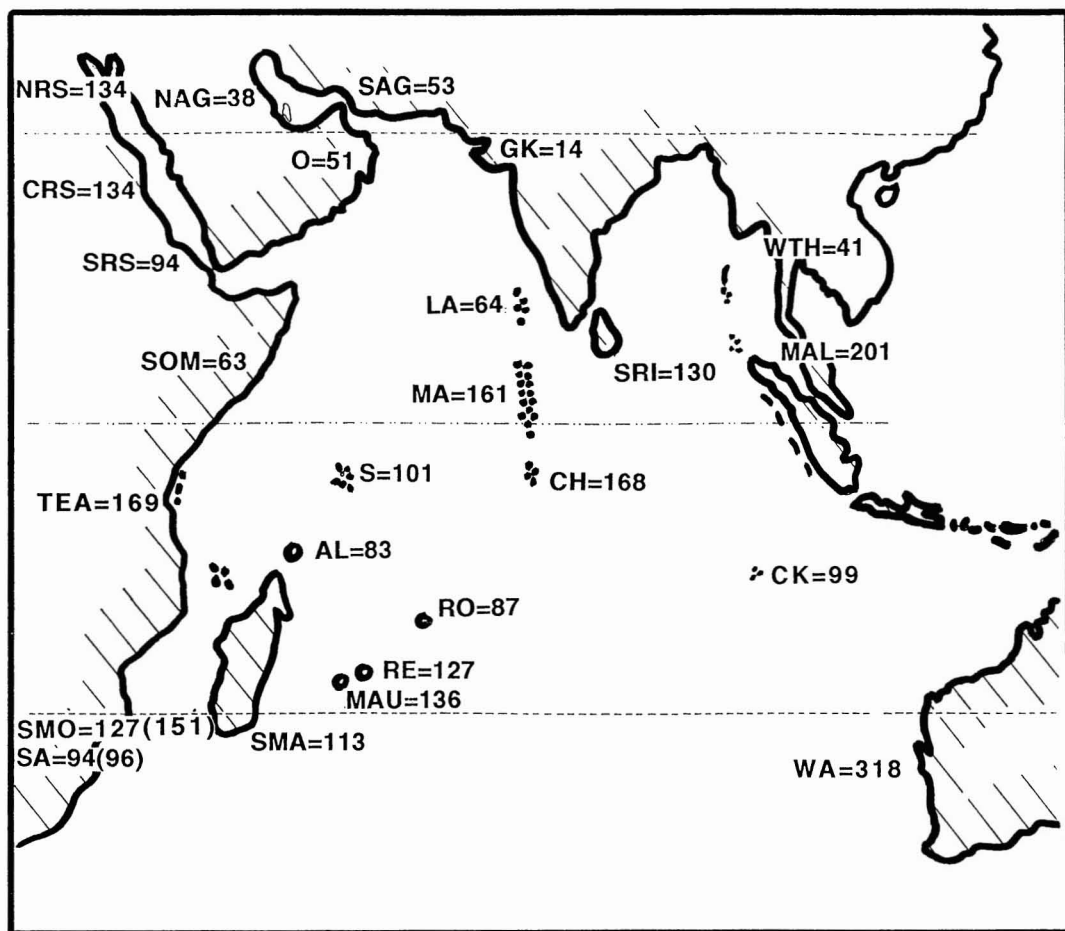 NRS=134
NAG=38
SAG=53
O=51
GK=14
CRS=134
SRS=94
WTH=41
LA=64
SOM=63
SRI=130
MAL=201
MA=161
S=101
CH=168
TEA=169
AL=83
CK=99
RO=87
RE=127
MAU=136
SMO=127(151)
SMA=113
SA=94(96)
WA=318